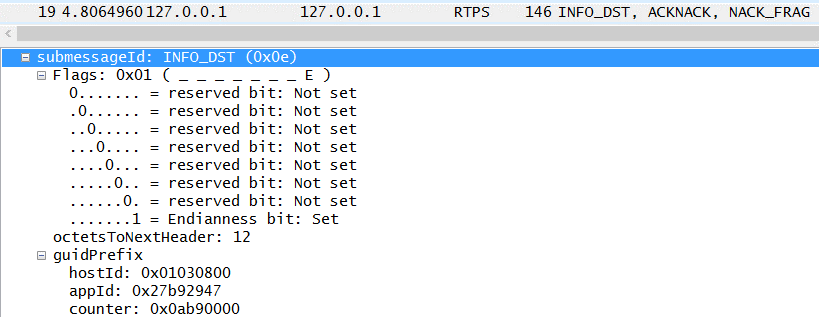 19 4.8064960 127.0.0.1 127.0.0.1 RTPS 146 INFO_DST, ACKNACK, NACK_FRAG
submessageId: INFO_DST (0x0e)
Flags: 0x01 ( _ _ _ _ _ _ _ E )
0....... = reserved bit: Not set
.0...... = reserved bit: Not set
..0..... = reserved bit: Not set
...0.... = reserved bit: Not set
....0... = reserved bit: Not set
.....0.. = reserved bit: Not set
......0. = reserved bit: Not set
.......1 = Endianness bit: Set
octetsToNextHeader: 12
guidPrefix
hostId: 0x01030800
appId: 0x27b92947
counter: 0x0ab90000